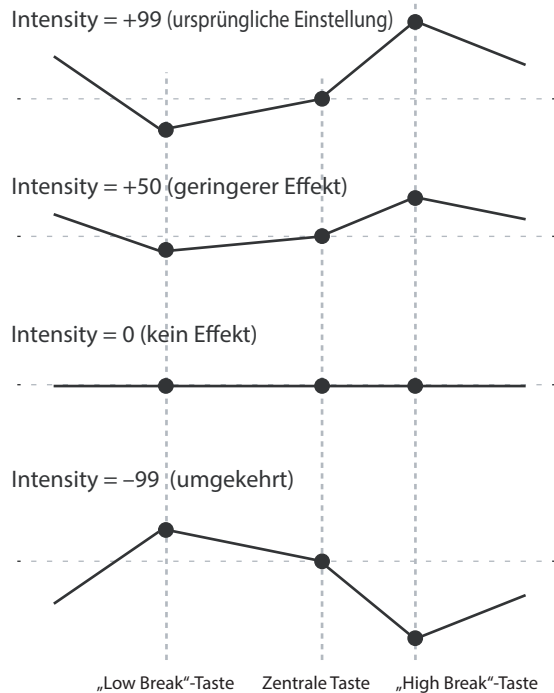 Intensity = +99 (ursprüngliche Einstellung)
Intensity = +50 (geringerer Effekt)
Intensity = 0 (kein Effekt)
Intensity = –99  (umgekehrt)
„Low Break“-Taste Zentrale Taste „High Break“-Taste